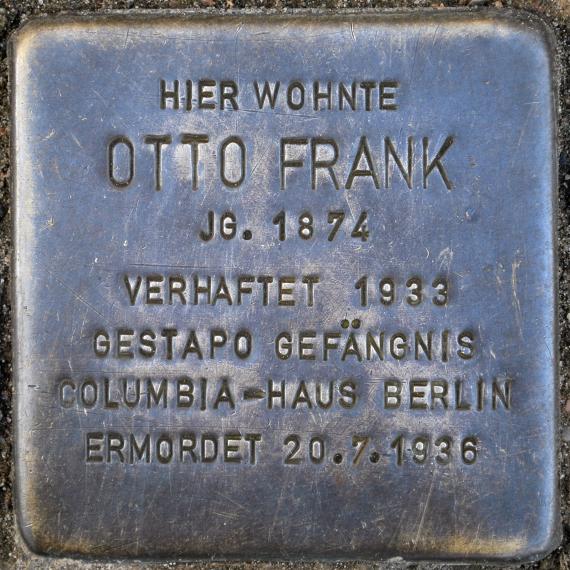 HIER WOHNTE
OTTO FRANK
JG. 1874
VERHAFTET 1933
GESTAPO GEFÄNGNIS
COLUMBIA-HAUS BERLIN
ERMORDET 20.7.1936